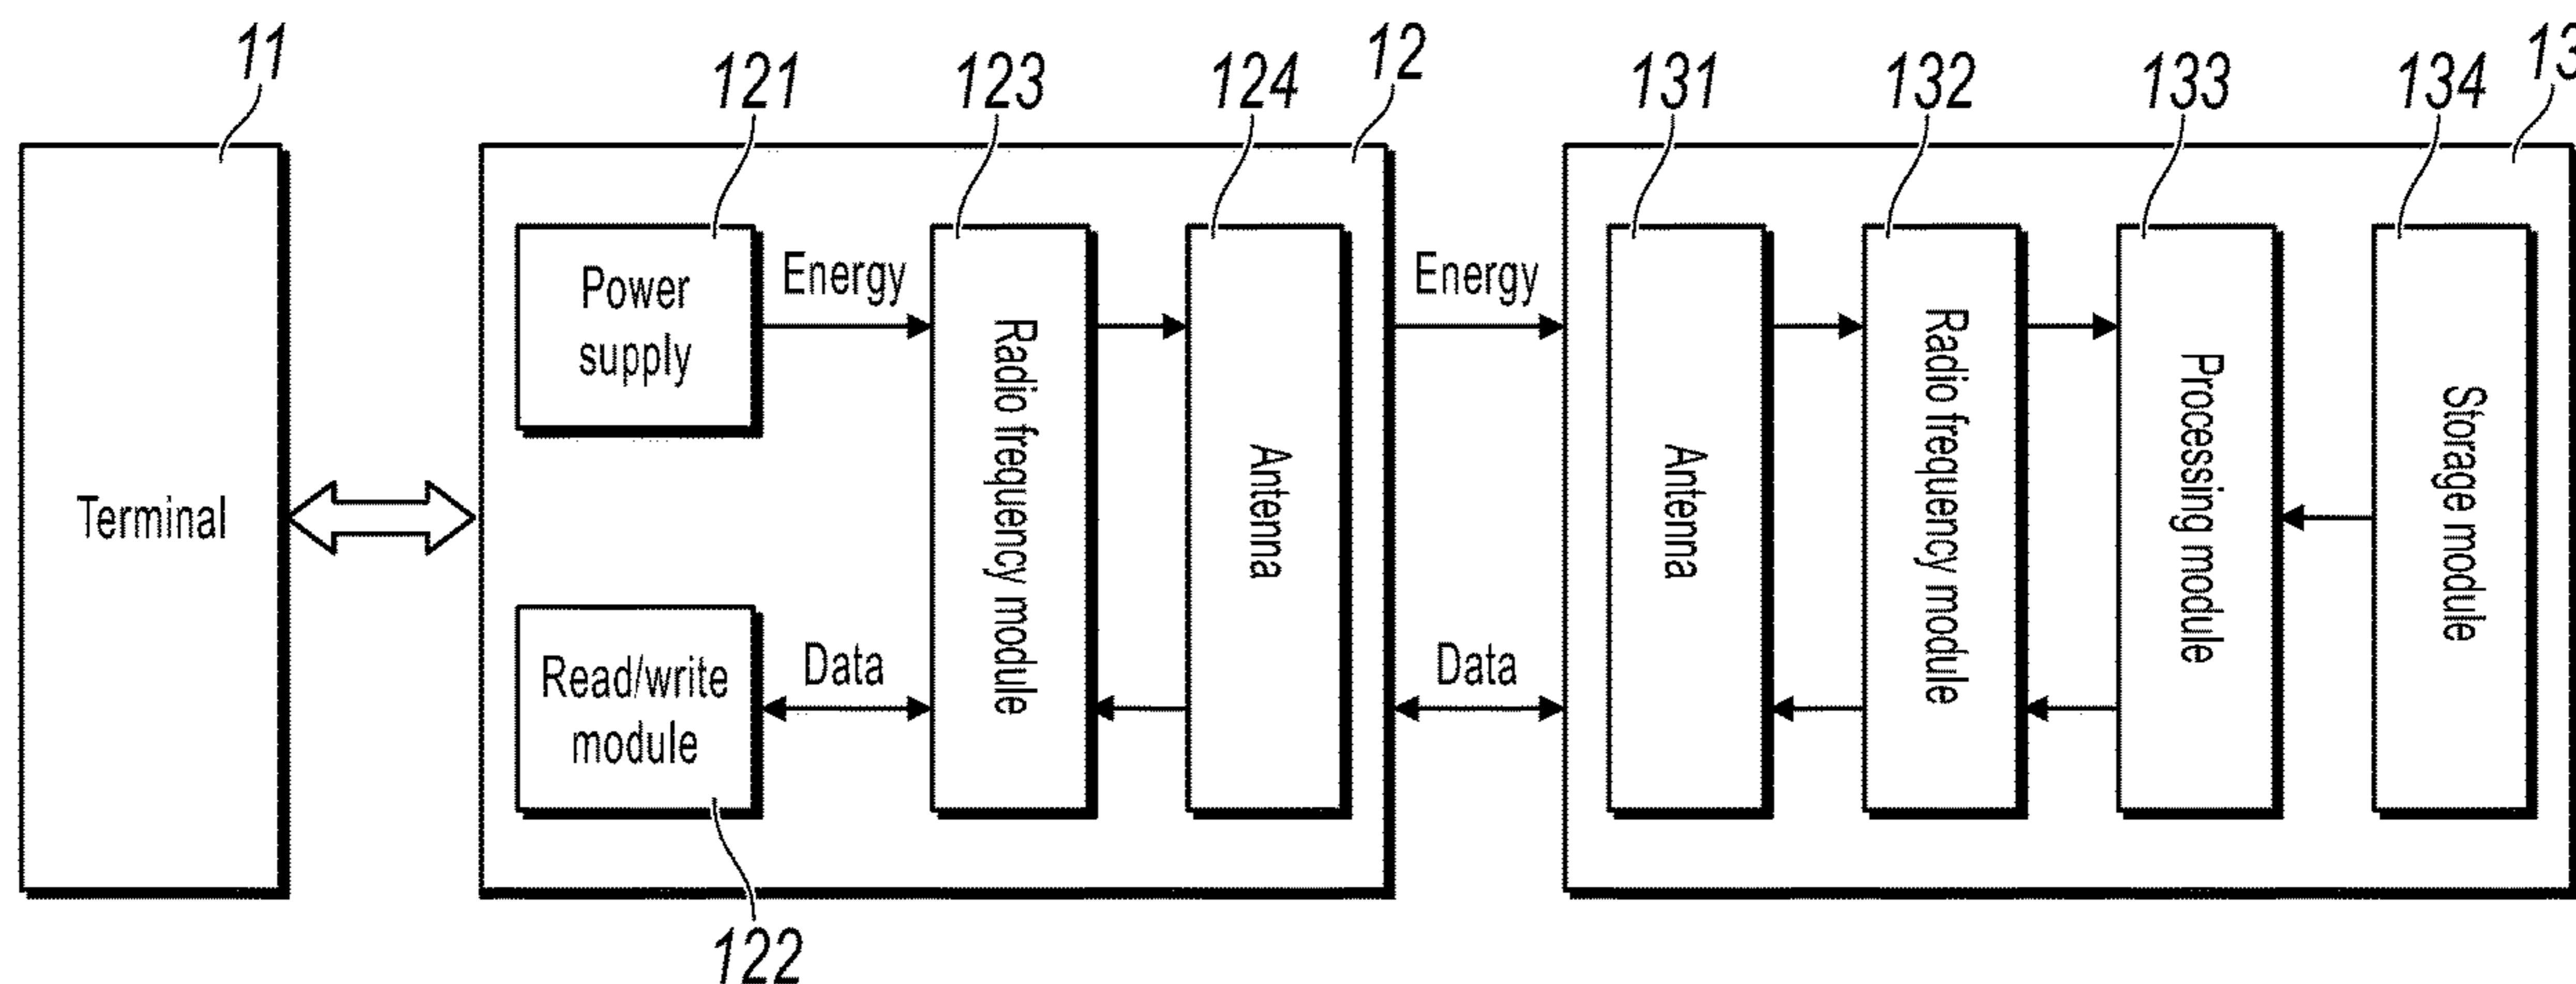 11
121
123
124
12
131
132
133
134
13
Terminal
Power
supply
Energy
Radio frequency module
Antenna
Energy
Antenna
Radio frequency module
Processing module
Storage module
Read/write
module
Data
Data
122